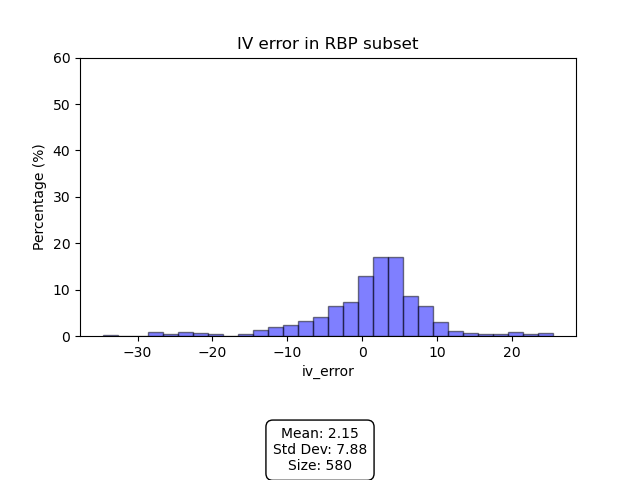 IV error in RBP subset
60
50
40
30
20
10
0
Percentage (%)
−30
−20
−10
0
10
20
iv_error
Mean: 2.15
Std Dev: 7.88
Size: 580